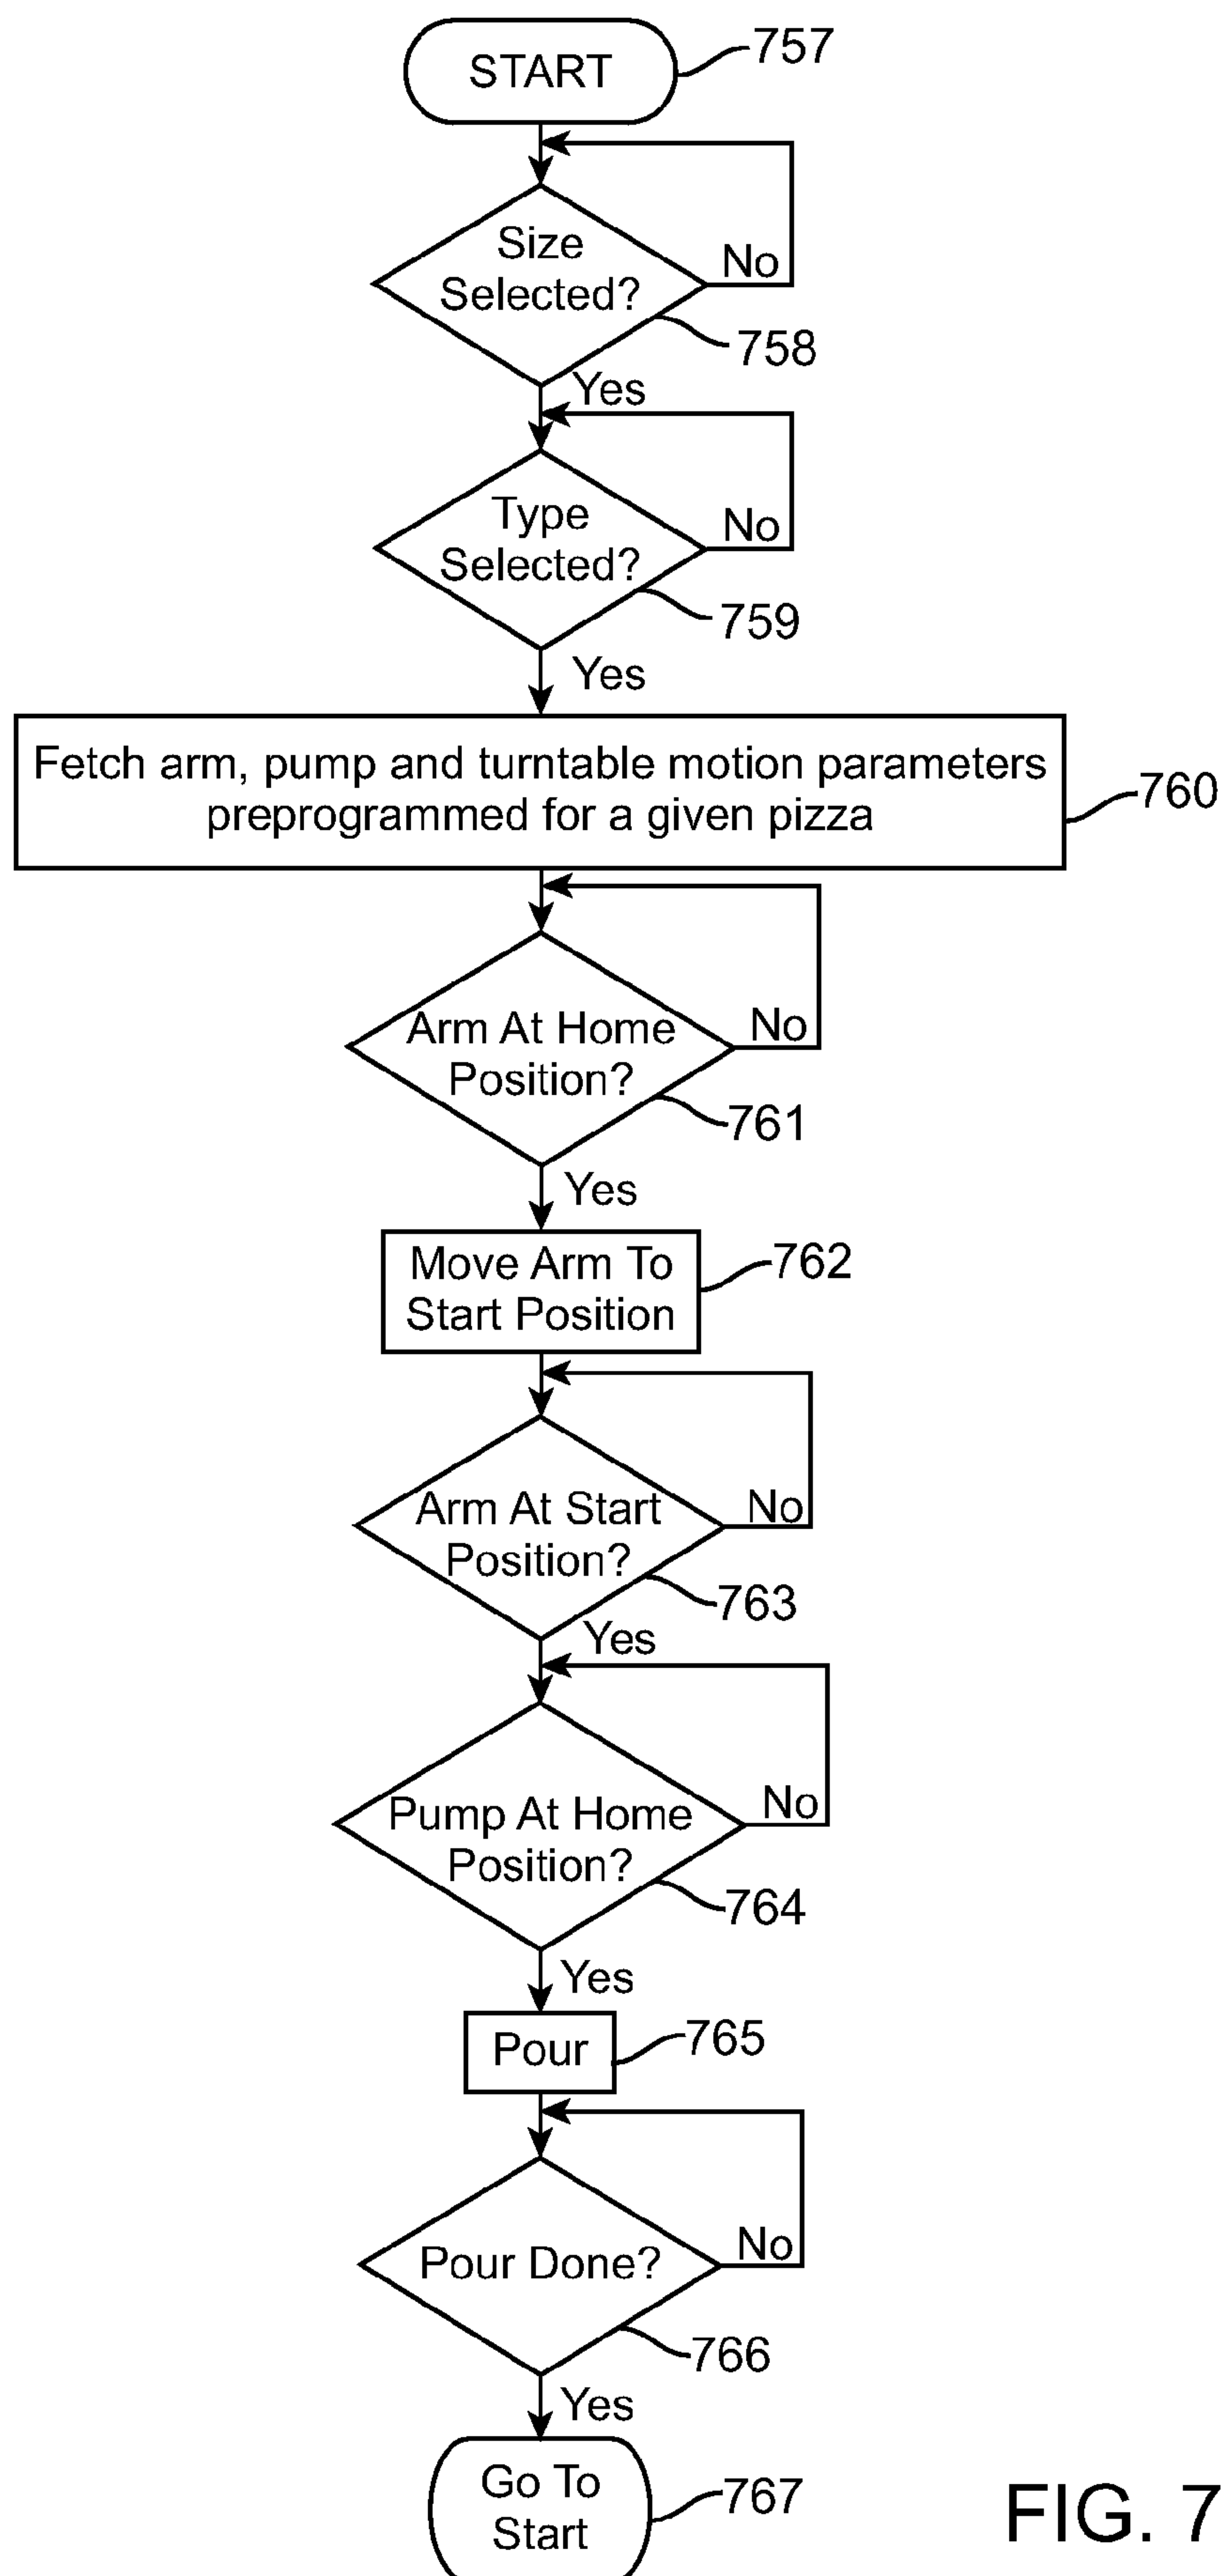 START
757
Size
Selected?
No
758
Yes
Type
Selected?
No
759
Yes
Fetch arm, pump and turntable motion parameters
preprogrammed for a given pizza
760
Arm At Home
Position?
No
761
Yes
Move Arm To
Start Position
762
Arm At Start
Position?
No
763
Yes
Pump At Home
Position?
No
764
Yes
Pour
765
Pour Done?
No
766
Yes
Go To
Start
767
FIG. 7